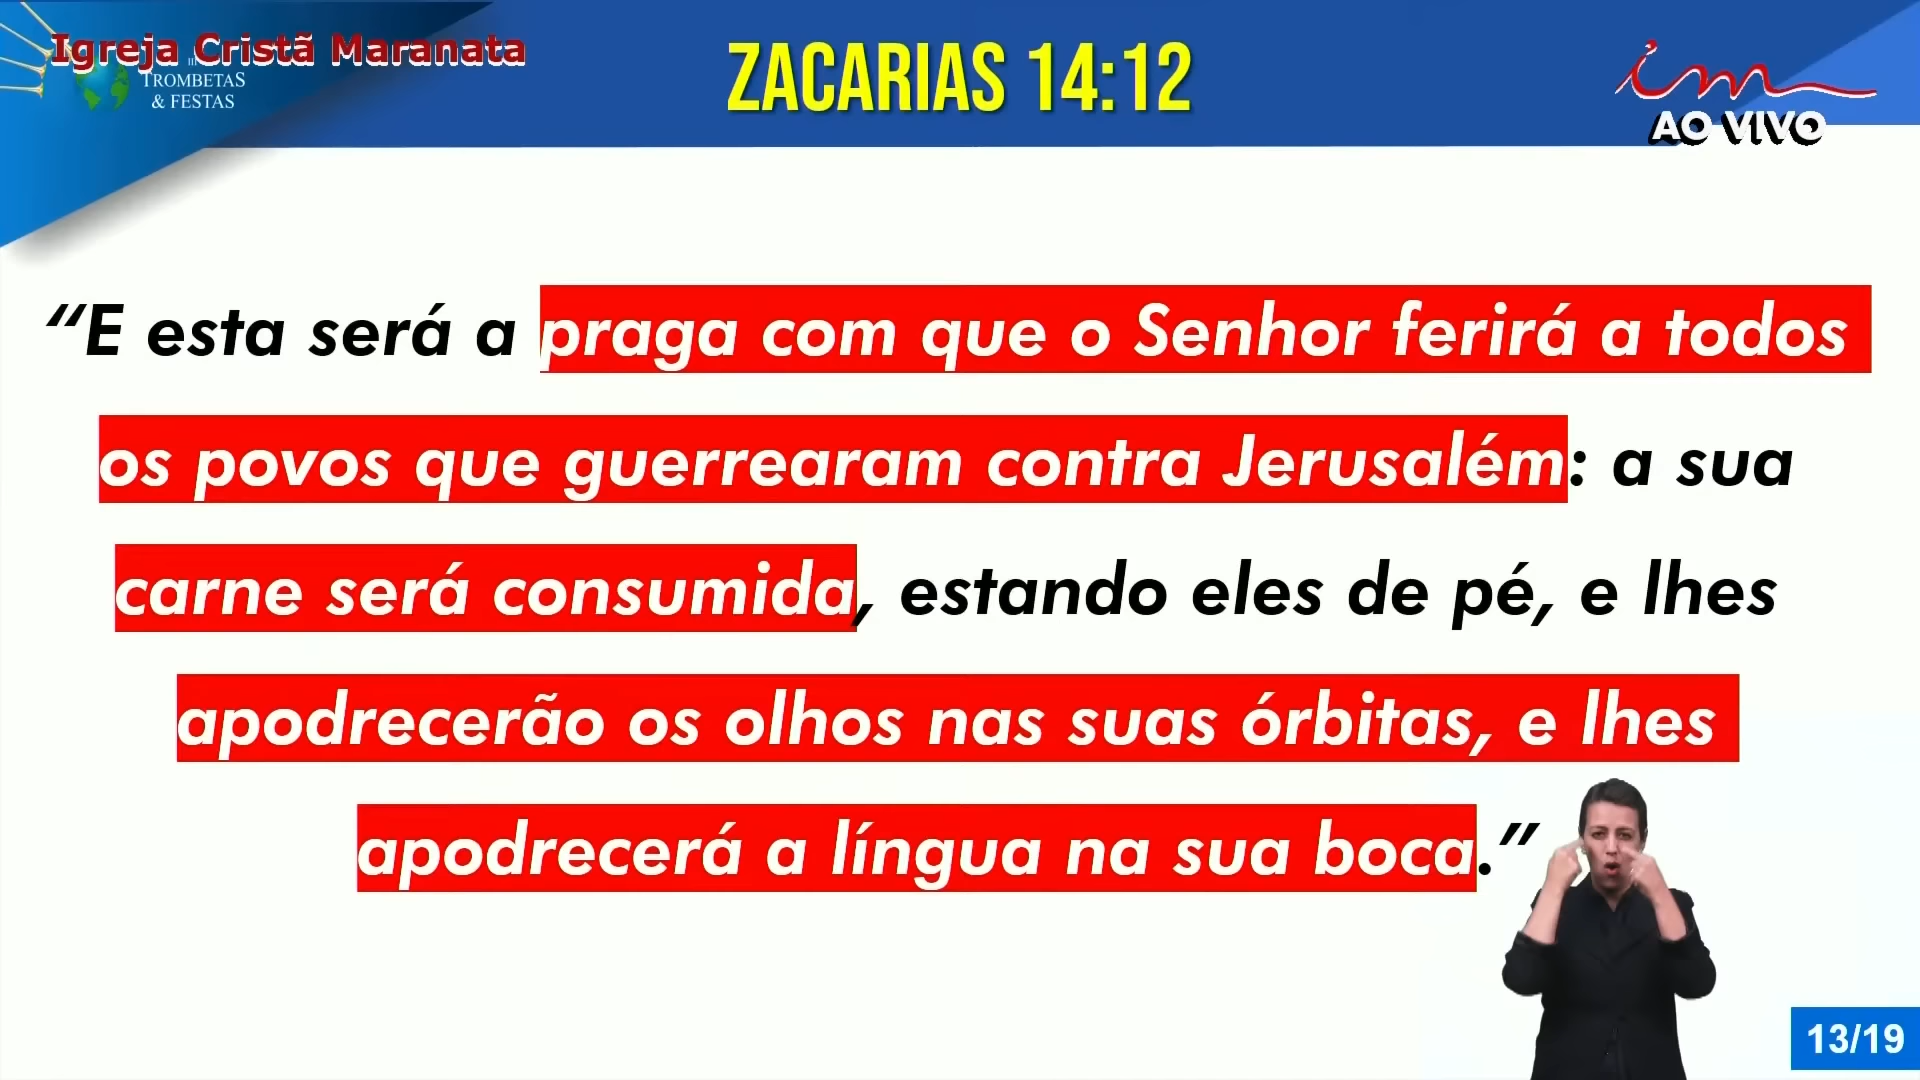 Igreja Cristã Maranata
III
TROMBETAS
& FESTAS
ZACARIAS 14:12
im
AO VIVO
“E esta será a praga com que o Senhor ferirá a todos
os povos que guerrearam contra Jerusalém: a sua
carne será consumida, estando eles de pé, e lhes
apodrecerão os olhos nas suas órbitas, e lhes
apodrecerá a língua na sua boca.”
13/19